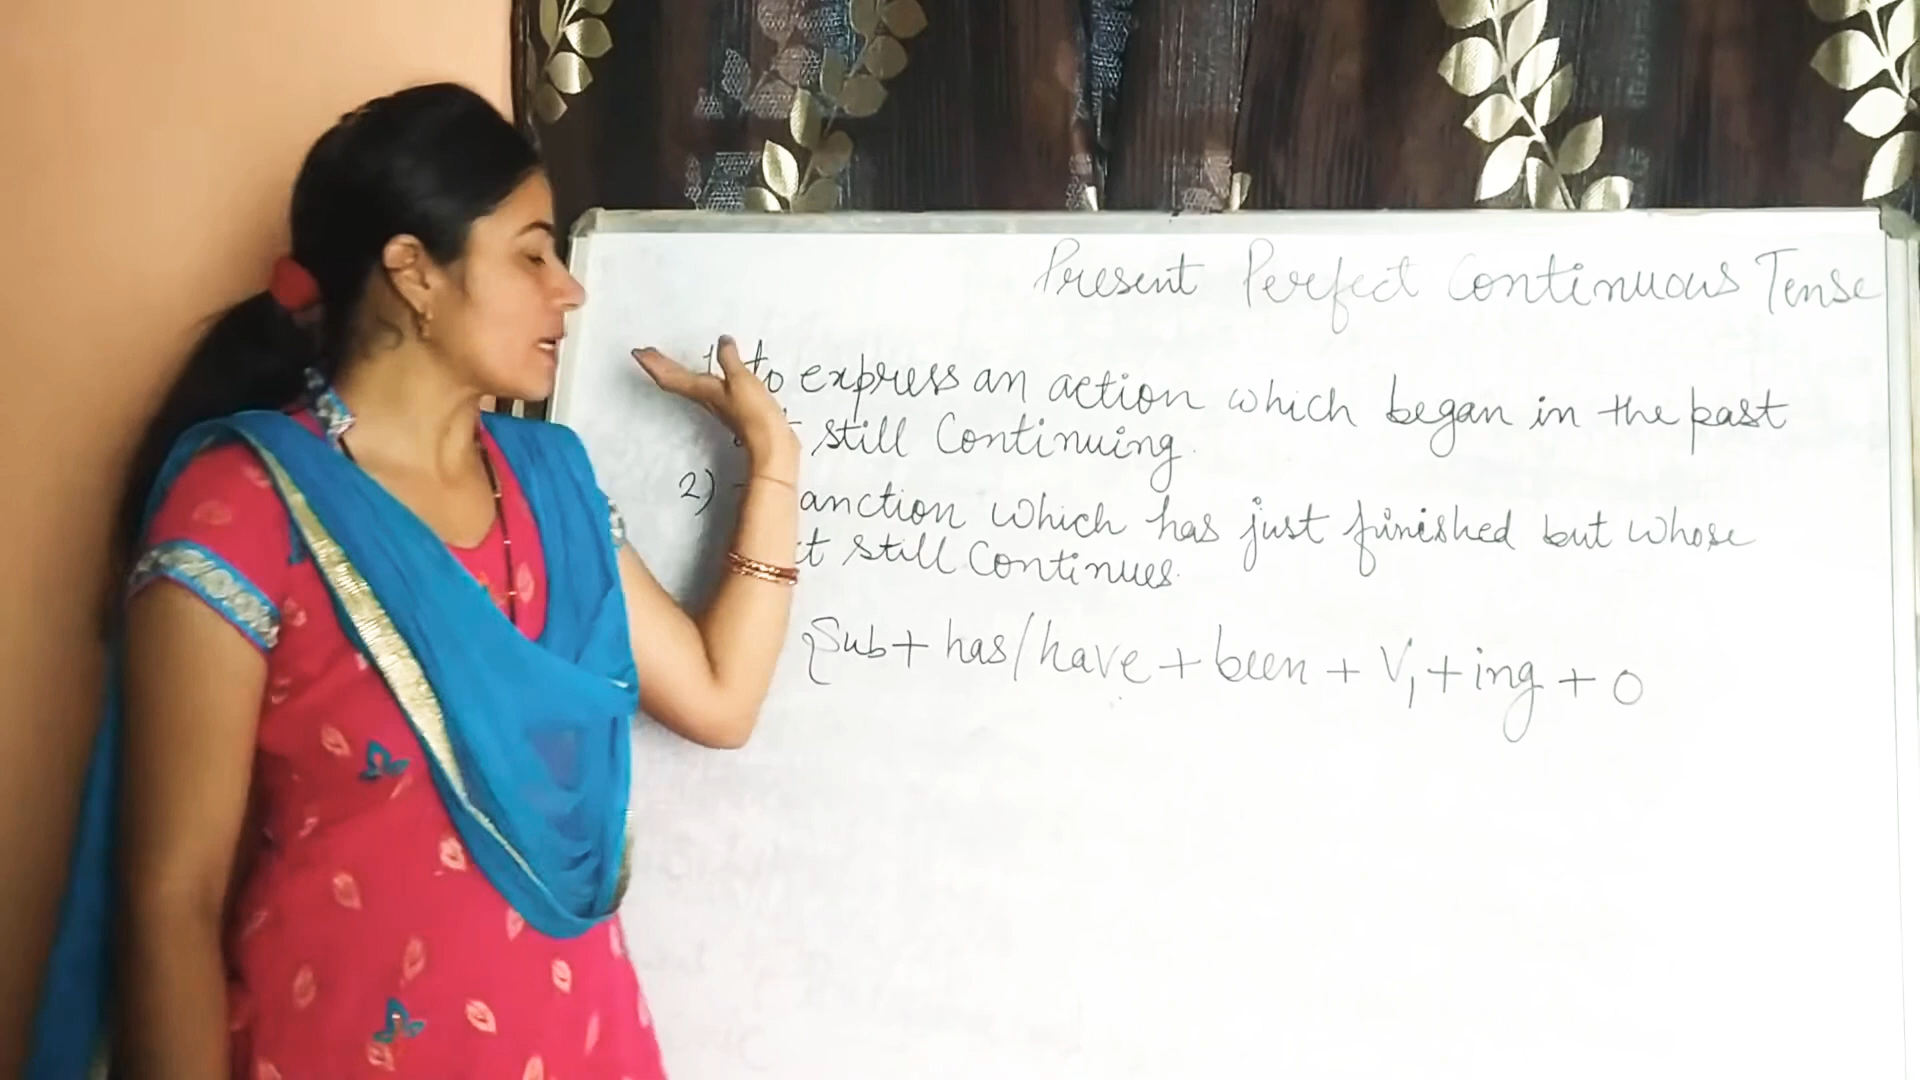 Present Perfect Continuous Tense
1) to express an action which began in the past
still Continuing.
2) anction which has just finished but whose
still Continues.
{Sub + has/have + been + V1 + ing + O